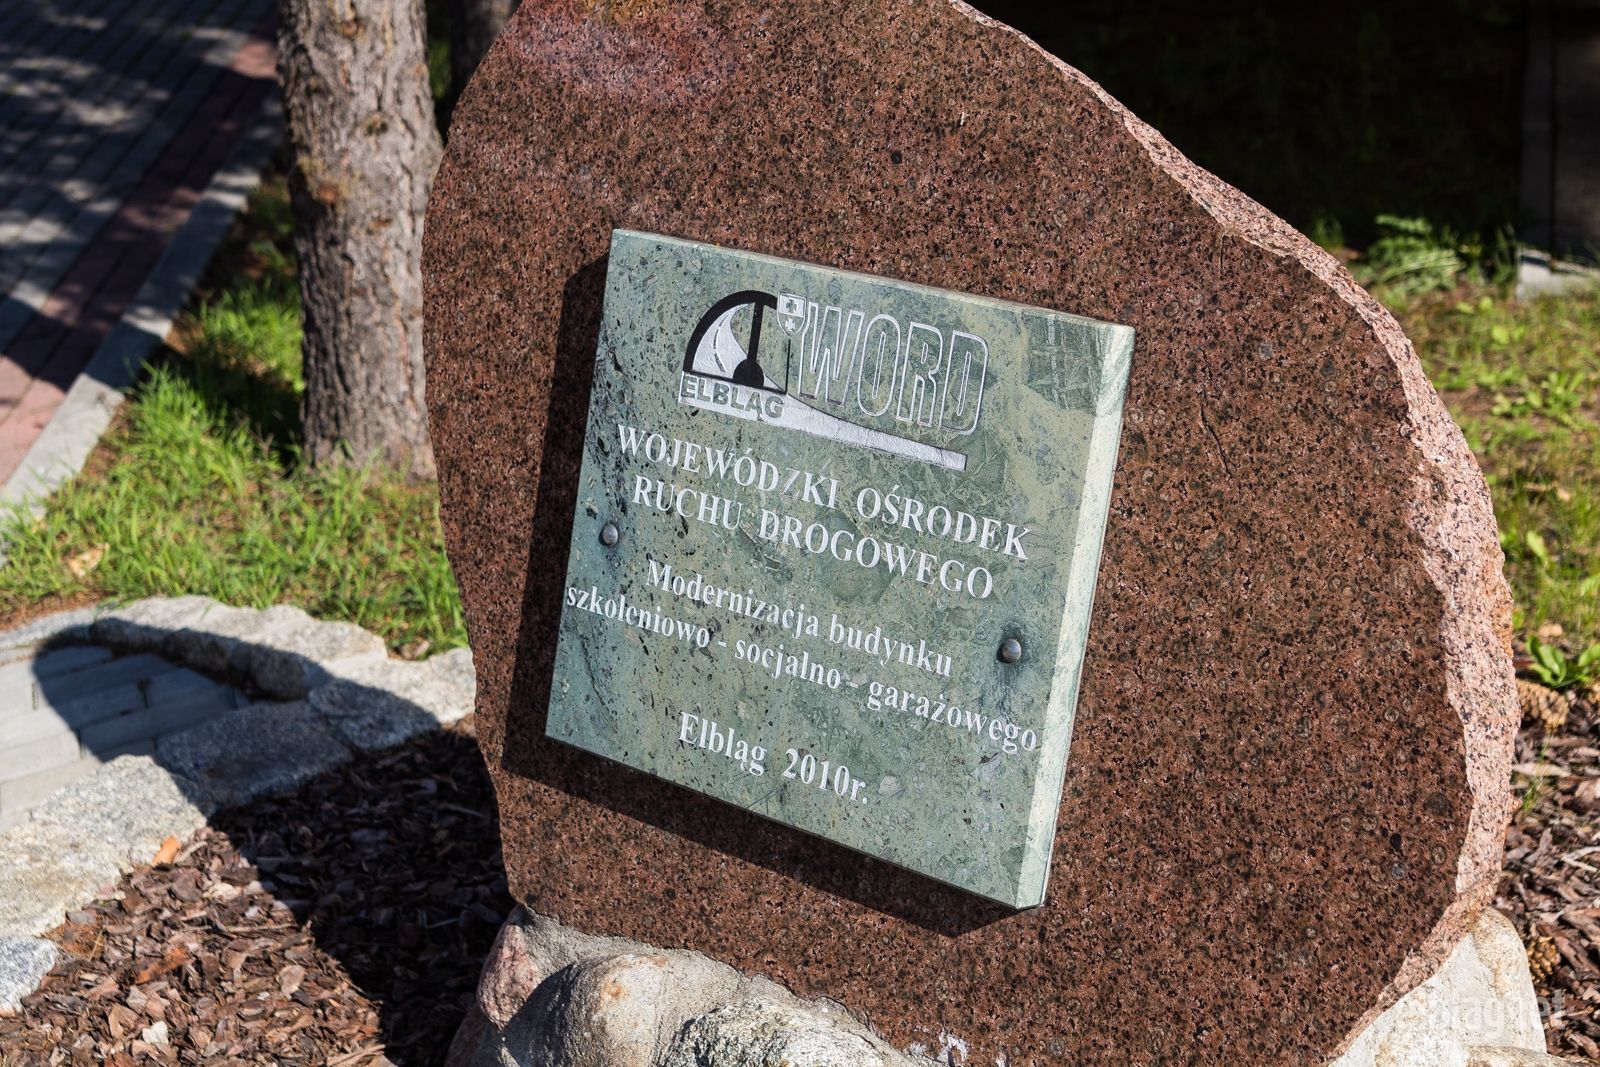 WORD
ELBLĄG
WOJEWÓDZKI OŚRODEK
RUCHU DROGOWEGO
Modernizacja budynku
szkoleniowo - socjalno - garażowego
Elbląg 2010r.